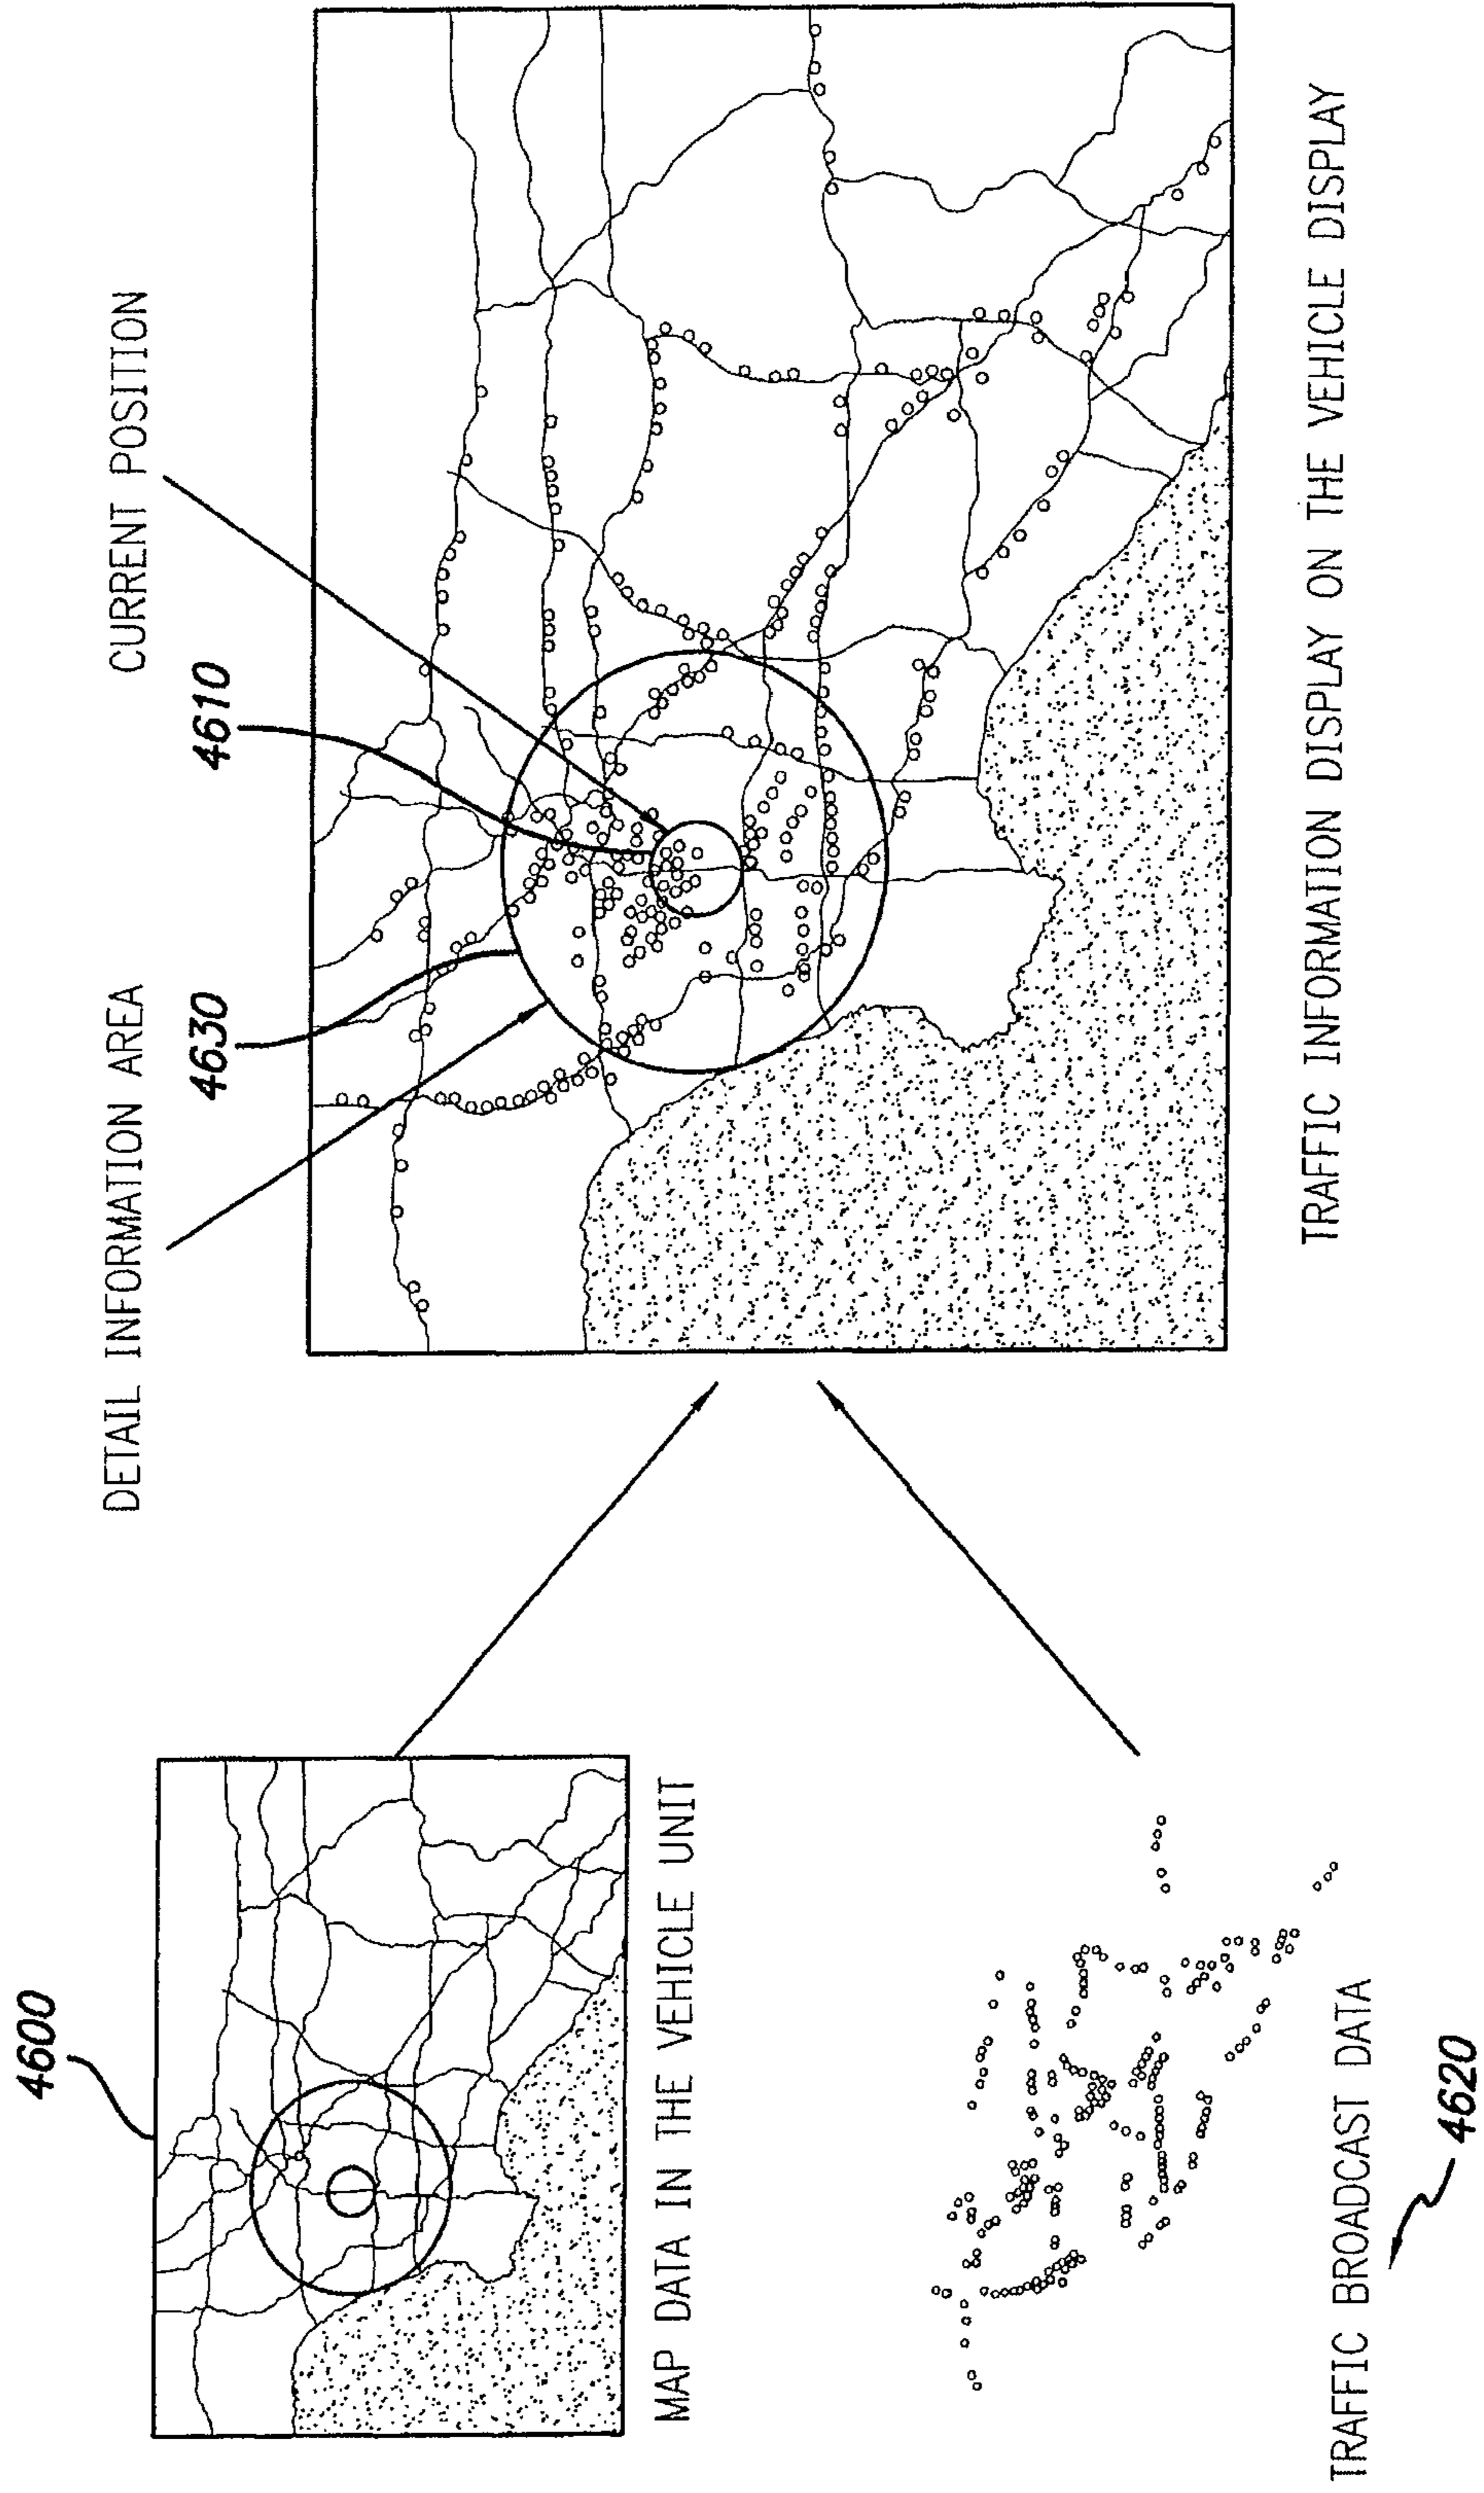 4600
MAP DATA IN THE VEHICLE UNIT
TRAFFIC BROADCAST DATA
4620
DETAIL INFORMATION AREA
4630
4610
CURRENT POSITION
TRAFFIC INFORMATION DISPLAY ON THE VEHICLE DISPLAY